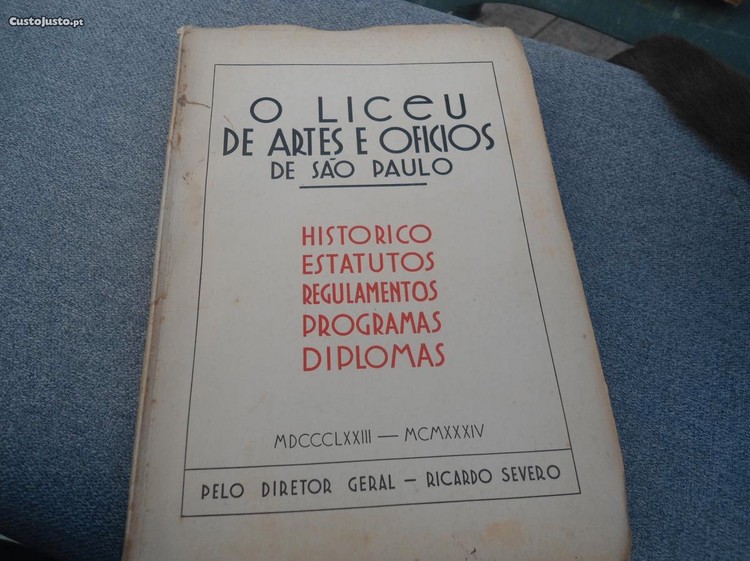 CustoJusto.pt
O LICEU
DE ARTES E OFICIOS
DE SÃO PAULO
HISTORICO
ESTATUTOS
REGULAMENTOS
PROGRAMAS
DIPLOMAS
MDCCCLXXIII — MCMXXXIV
PELO DIRETOR GERAL — RICARDO SEVERO